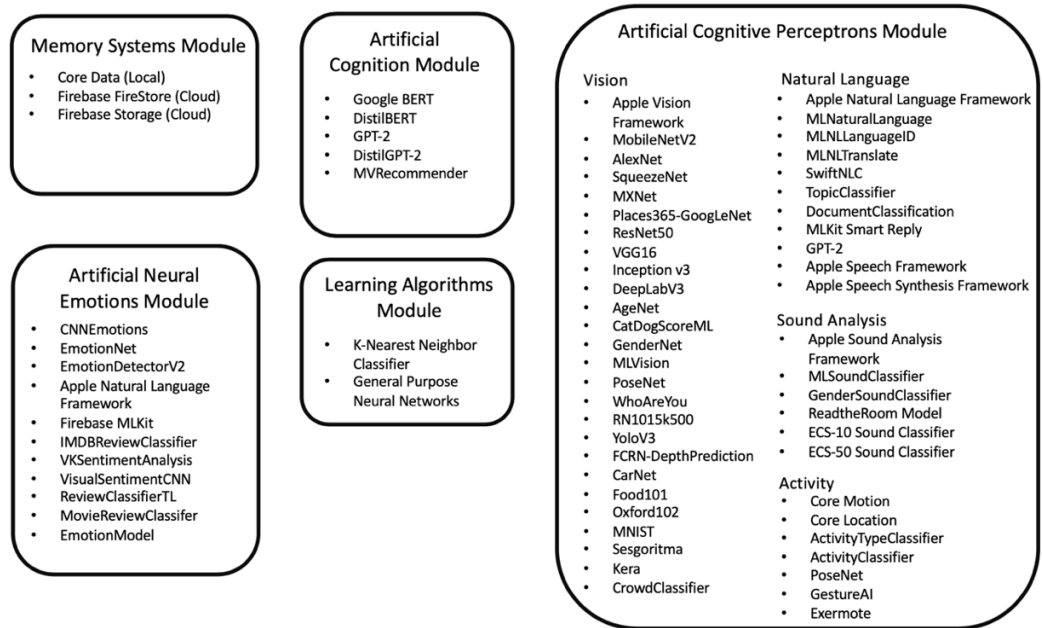 Memory Systems Module
• Core Data (Local)
• Firebase FireStore (Cloud)
• Firebase Storage (Cloud)
Artificial
Cognition Module
• Google BERT
• DistilBERT
• GPT-2
• DistilGPT-2
• MVRecommender
Artificial Neural
Emotions Module
• CNNEmotions
• EmotionNet
• EmotionDetectorV2
• Apple Natural Language
Framework
• Firebase MLKit
• IMDBReviewClassifier
• VKSentimentAnalysis
• VisualSentimentCNN
• ReviewClassifierTL
• MovieReviewClassifer
• EmotionModel
Learning Algorithms
Module
• K-Nearest Neighbor
Classifier
• General Purpose
Neural Networks
Artificial Cognitive Perceptrons Module
Vision
• Apple Vision
Framework
• MobileNetV2
• AlexNet
• SqueezeNet
• MXNet
• Places365-GoogLeNet
• ResNet50
• VGG16
• Inception v3
• DeepLabV3
• AgeNet
• CatDogScoreML
• GenderNet
• MLVision
• PoseNet
• WhoAreYou
• RN1015k500
• YoloV3
• FCRN-DepthPrediction
• CarNet
• Food101
• Oxford102
• MNIST
• Sesgoritma
• Kera
• CrowdClassifier
Natural Language
• Apple Natural Language Framework
• MLNaturalLanguage
• MLNLLanguageID
• MLNLTranslate
• SwiftNLC
• TopicClassifier
• DocumentClassification
• MLKit Smart Reply
• GPT-2
• Apple Speech Framework
• Apple Speech Synthesis Framework
Sound Analysis
• Apple Sound Analysis
Framework
• MLSoundClassifier
• GenderSoundClassifier
• ReadtheRoom Model
• ECS-10 Sound Classifier
• ECS-50 Sound Classifier
Activity
• Core Motion
• Core Location
• ActivityTypeClassifier
• ActivityClassifier
• PoseNet
• GestureAI
• Exermote